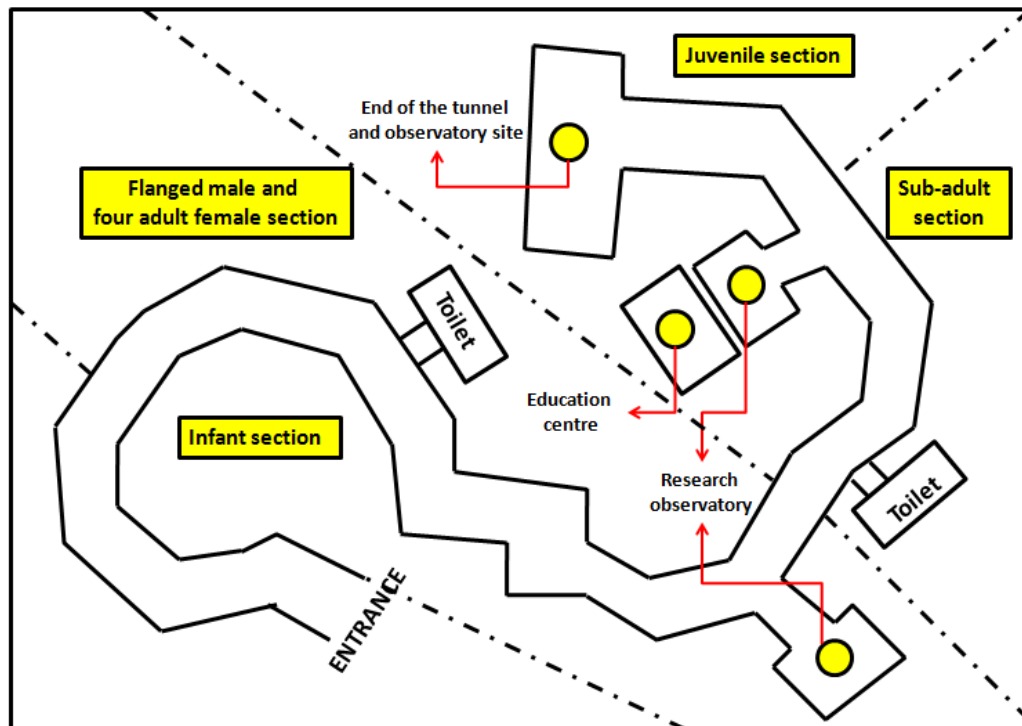 Juvenile section
End of the tunnel
and observatory site
Flanged male and
four adult female section
Sub-adult
section
Toilet
Education
centre
Infant section
Research
observatory
Toilet
ENTRANCE